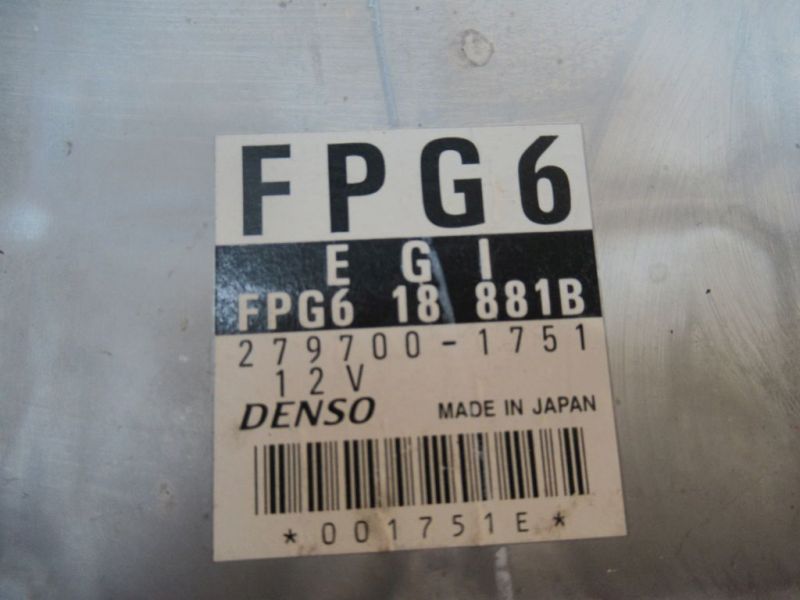 FPG6
E G I
FPG6 18 881B
279700-1751
12V
DENSO MADE IN JAPAN
*001751E*